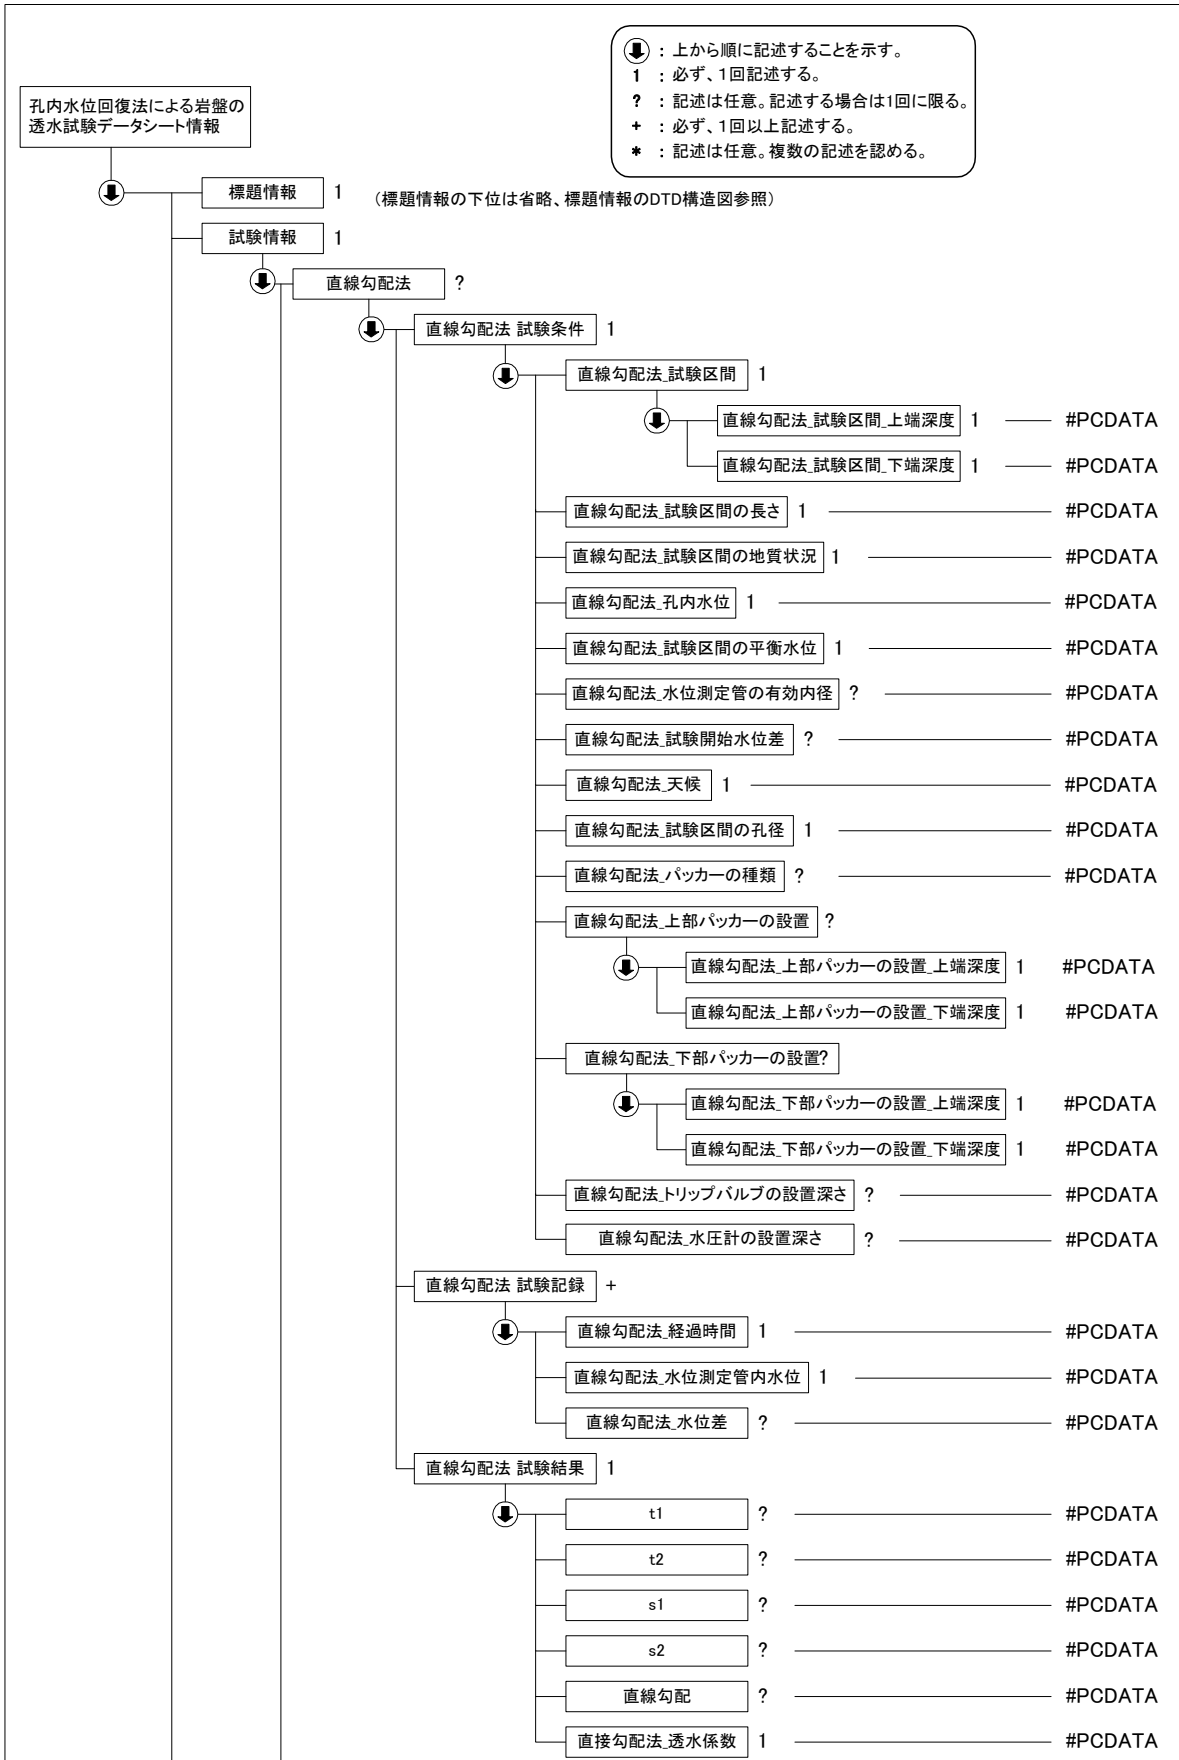 ⬇ : 上から順に記述することを示す。
1 : 必ず、1回記述する。
? : 記述は任意。記述する場合は1回に限る。
+ : 必ず、1回以上記述する。
* : 記述は任意。複数の記述を認める。
孔内水位回復法による岩盤の
透水試験データシート情報
標題情報 1 (標題情報の下位は省略、標題情報のDTD構造図参照)
試験情報 1
直線勾配法 ?
直線勾配法 試験条件 1
直線勾配法_試験区間 1
直線勾配法_試験区間_上端深度 1 #PCDATA
直線勾配法_試験区間_下端深度 1 #PCDATA
直線勾配法_試験区間の長さ 1 #PCDATA
直線勾配法_試験区間の地質状況 1 #PCDATA
直線勾配法_孔内水位 1 #PCDATA
直線勾配法_試験区間の平衡水位 1 #PCDATA
直線勾配法_水位測定管の有効内径 ? #PCDATA
直線勾配法_試験開始水位差 ? #PCDATA
直線勾配法_天候 1 #PCDATA
直線勾配法_試験区間の孔径 1 #PCDATA
直線勾配法_パッカーの種類 ? #PCDATA
直線勾配法_上部パッカーの設置 ?
直線勾配法_上部パッカーの設置_上端深度 1 #PCDATA
直線勾配法_上部パッカーの設置_下端深度 1 #PCDATA
直線勾配法_下部パッカーの設置?
直線勾配法_下部パッカーの設置_上端深度 1 #PCDATA
直線勾配法_下部パッカーの設置_下端深度 1 #PCDATA
直線勾配法_トリップバルブの設置深さ ? #PCDATA
直線勾配法_水圧計の設置深さ ? #PCDATA
直線勾配法 試験記録 +
直線勾配法_経過時間 1 #PCDATA
直線勾配法_水位測定管内水位 1 #PCDATA
直線勾配法_水位差 ? #PCDATA
直線勾配法 試験結果 1
t1 ? #PCDATA
t2 ? #PCDATA
s1 ? #PCDATA
s2 ? #PCDATA
直線勾配 ? #PCDATA
直接勾配法_透水係数 1 #PCDATA